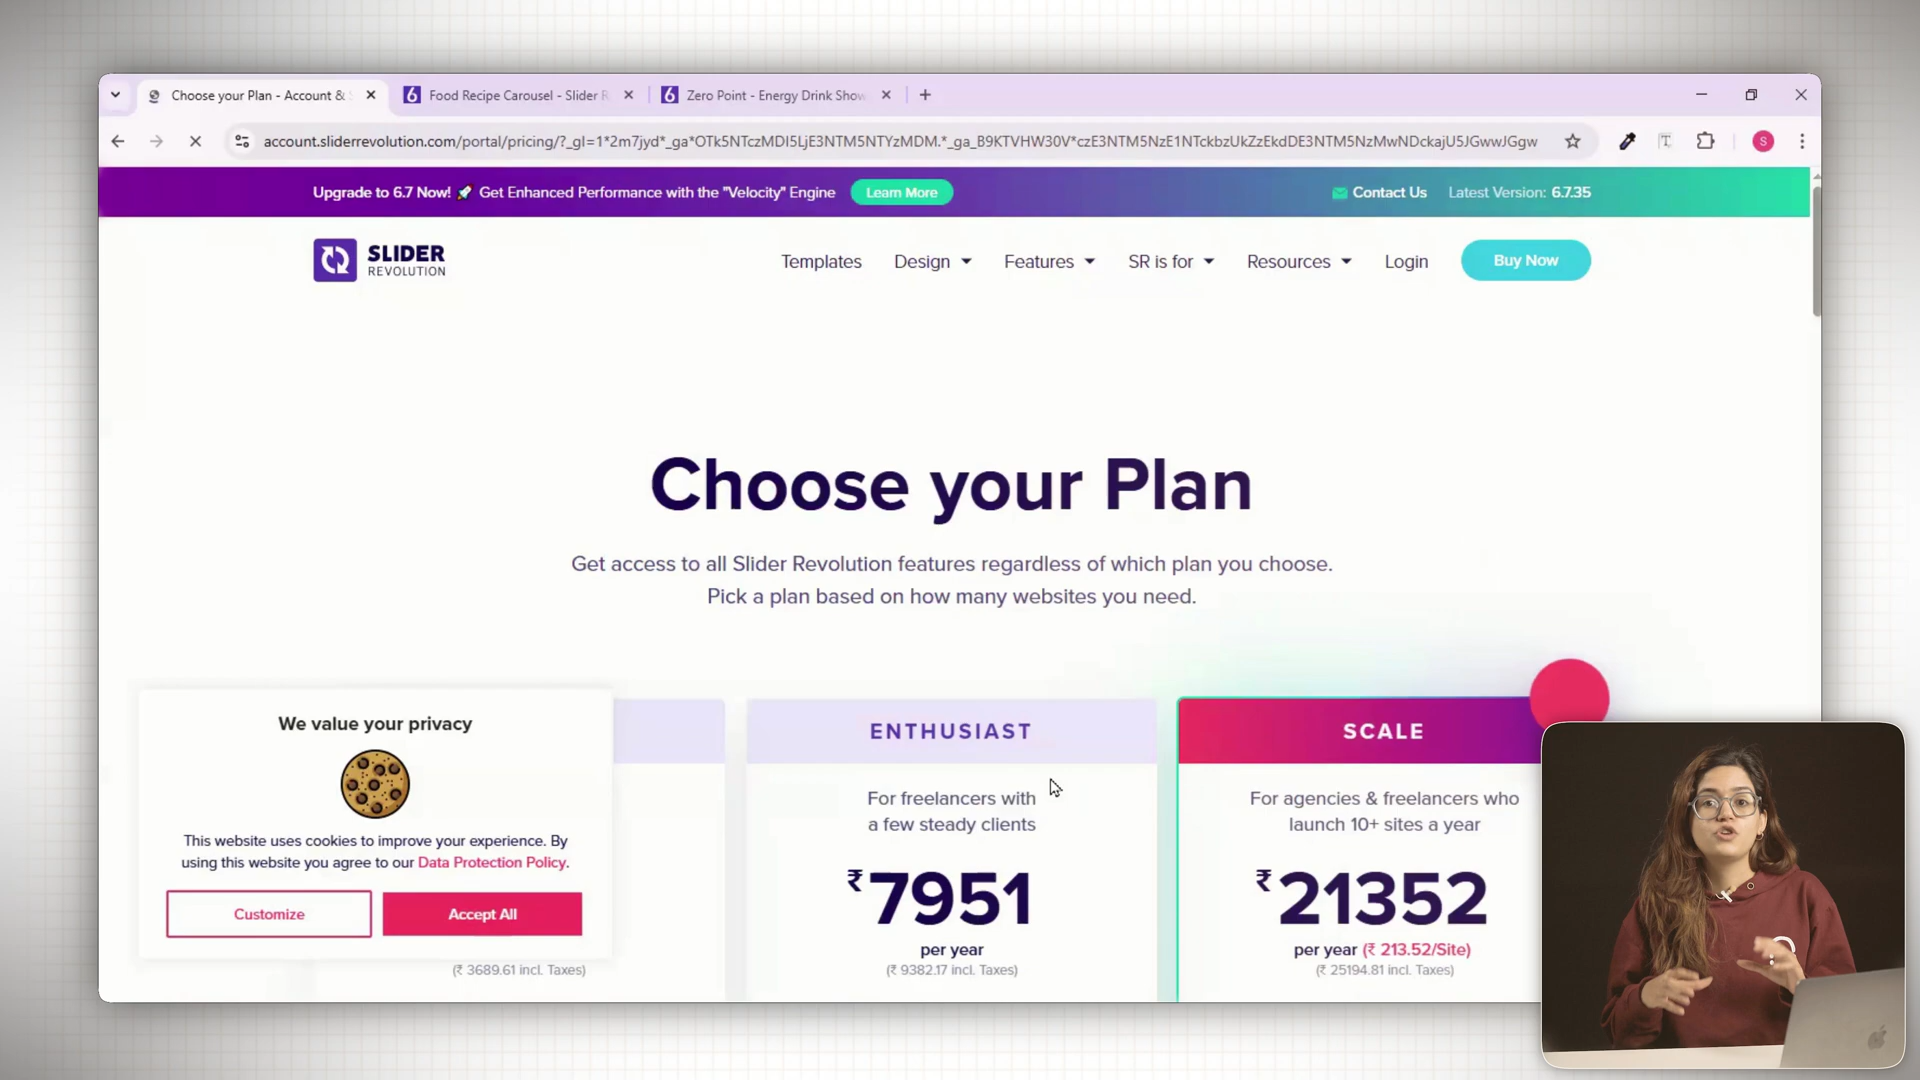 Choose your Plan - Account &
Food Recipe Carousel - Slider R
Zero Point - Energy Drink Show
account.sliderrevolution.com/portal/pricing/?_gl=1*2m7jyd*_ga*OTk5NTczMDI5LjE3NTM5NTYzMDM.*_ga_B9KTVHW30V*czE3NTM5NzE1NTckbzUkZzEkdDE3NTM5NzMwNDckajU5JGwwJGgw
S
Upgrade to 6.7 Now! 🚀 Get Enhanced Performance with the "Velocity" Engine
Learn More
Contact Us
Latest Version: 6.7.35
SLIDER
REVOLUTION
Templates
Design
Features
SR is for
Resources
Login
Buy Now
Choose your Plan
Get access to all Slider Revolution features regardless of which plan you choose.
Pick a plan based on how many websites you need.
We value your privacy
This website uses cookies to improve your experience. By
using this website you agree to our Data Protection Policy.
Customize
Accept All
(₹ 3689.61 incl. Taxes)
ENTHUSIAST
For freelancers with
a few steady clients
₹7951
per year
(₹ 9382.17 incl. Taxes)
SCALE
For agencies & freelancers who
launch 10+ sites a year
₹21352
per year (₹ 213.52/Site)
(₹ 25194.81 incl. Taxes)